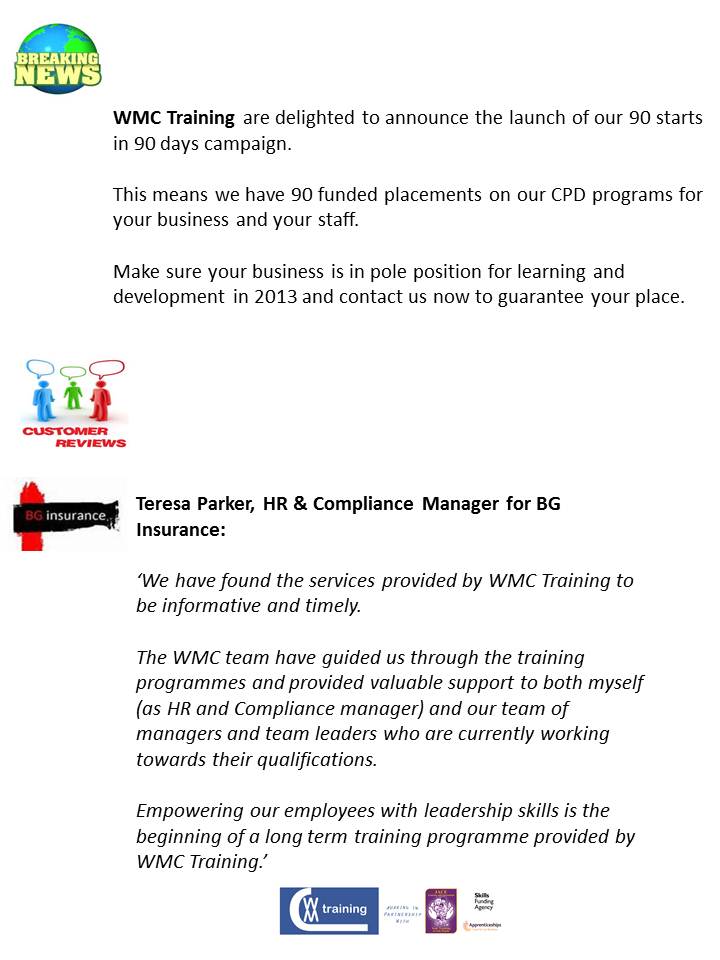 BREAKING
NEWS
WMC Training are delighted to announce the launch of our 90 starts
in 90 days campaign.
This means we have 90 funded placements on our CPD programs for
your business and your staff.
Make sure your business is in pole position for learning and
development in 2013 and contact us now to guarantee your place.
CUSTOMER
REVIEWS
BG insurance
Teresa Parker, HR & Compliance Manager for BG
Insurance:
‘We have found the services provided by WMC Training to
be informative and timely.
The WMC team have guided us through the training
programmes and provided valuable support to both myself
(as HR and Compliance manager) and our team of
managers and team leaders who are currently working
towards their qualifications.
Empowering our employees with leadership skills is the
beginning of a long term training programme provided by
WMC Training.’
WM training
WORKING IN
PARTNERSHIP
WITH
JACE
Skills
Funding
Agency
Apprenticeships